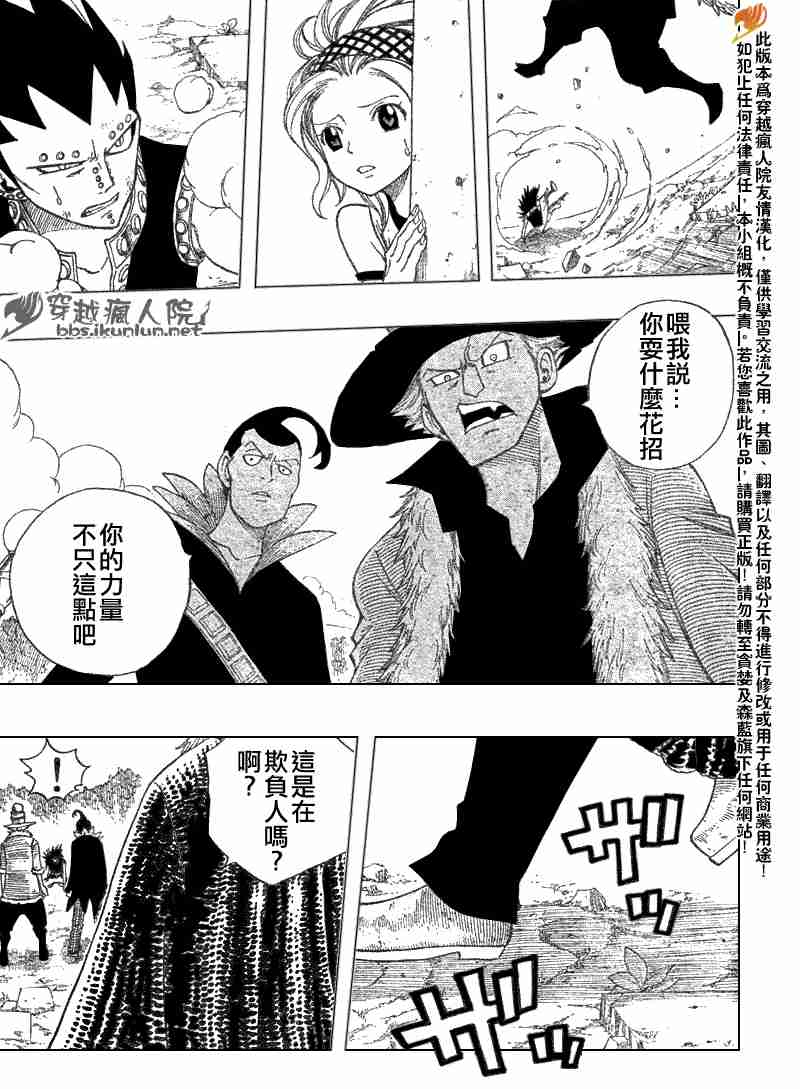 此版本爲穿越瘋人院友情漢化，僅供學習交流之用，其圖、翻譯以及任何部分不得進行修改或用于任何商業用途！
如犯上任何法律責任，本小組概不負責。若您喜歡此作品，請購買正版！請勿轉至貪婪及森藍旗下任何網站！
穿越瘋人院
bbs.ikunlun.net
喂我説…
你耍什麼花招
你的力量
不只這點吧
ザッ
ザッ
ザッ
這是在
欺負人嗎？
啊？
！